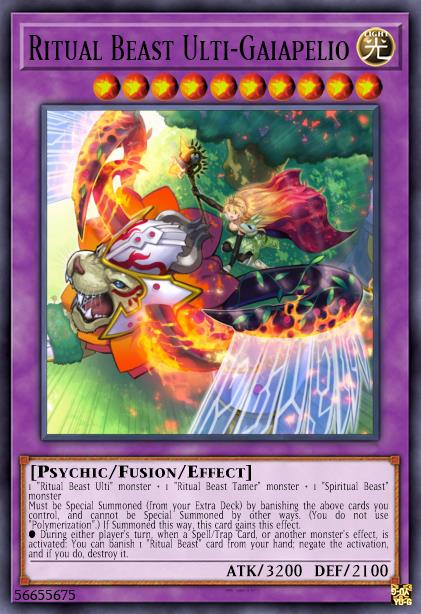 RITUAL BEAST ULTI-GAIAPELIO
LIGHT
光
[PSYCHIC/FUSION/EFFECT]
1 "Ritual Beast Ulti" monster + 1 "Ritual Beast Tamer" monster + 1 "Spiritual Beast"
monster
Must be Special Summoned (from your Extra Deck) by banishing the above cards you
control, and cannot be Special Summoned by other ways. (You do not use
"Polymerization".) If Summoned this way, this card gains this effect.
● During either player's turn, when a Spell/Trap Card, or another monster's effect, is
activated: You can banish 1 "Ritual Beast" card from your hand; negate the activation,
and if you do, destroy it.
ATK/3200 DEF/2100
56655675